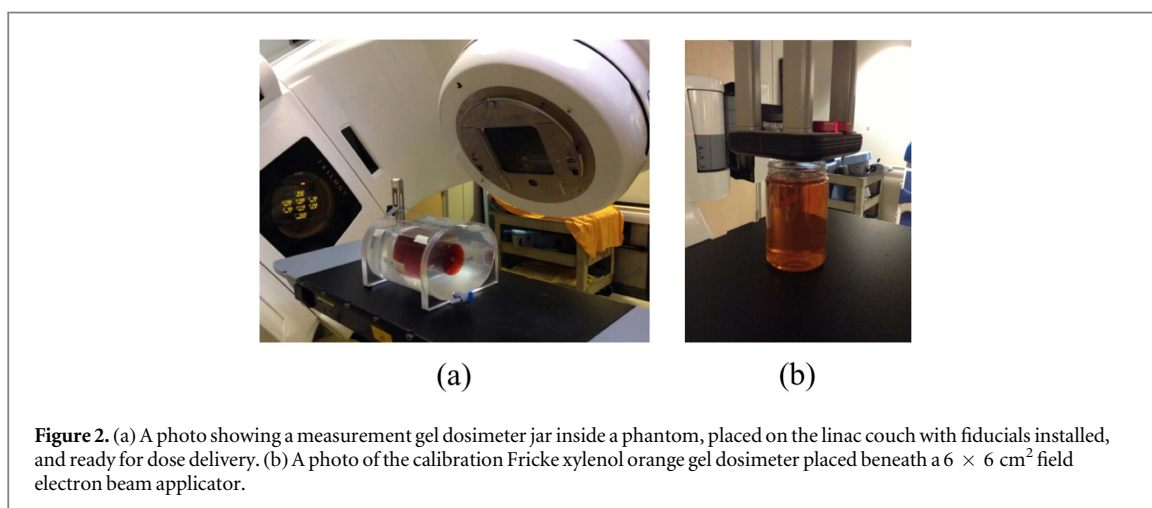 TRILOGY
(a)
(b)
Figure 2. (a) A photo showing a measurement gel dosimeter jar inside a phantom, placed on the linac couch with fiducials installed,
and ready for dose delivery. (b) A photo of the calibration Fricke xylenol orange gel dosimeter placed beneath a 6 × 6 cm² field
electron beam applicator.